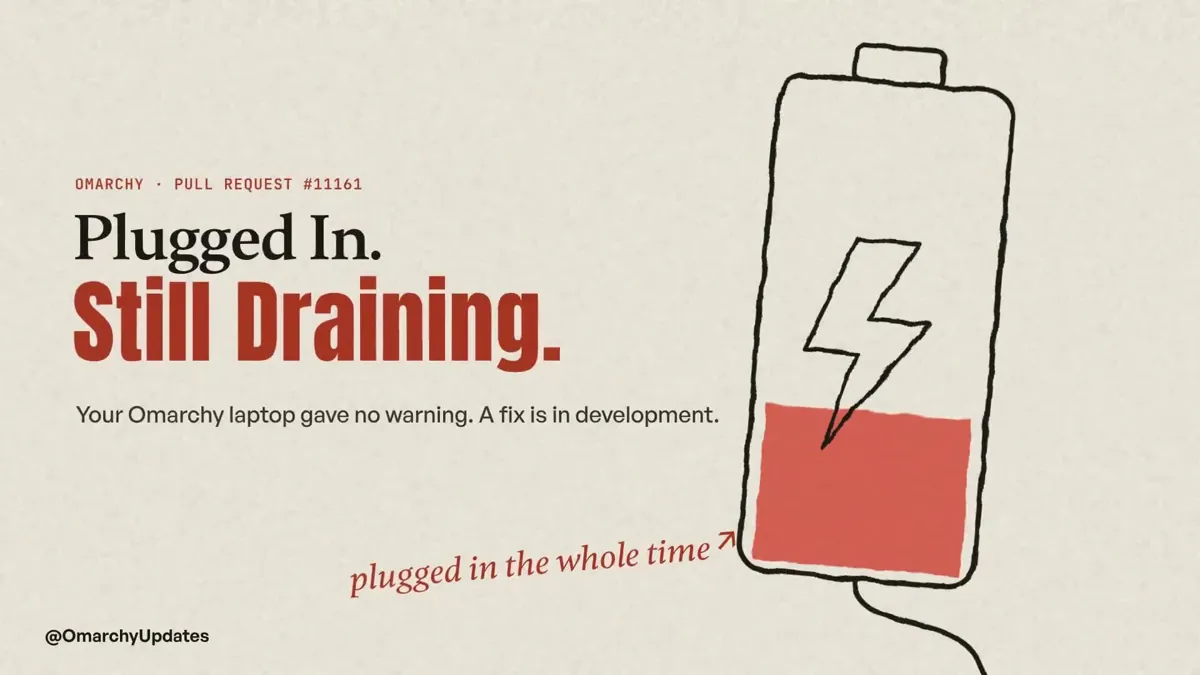 OMARCHY · PULL REQUEST #11161
Plugged In.
Still Draining.
Your Omarchy laptop gave no warning. A fix is in development.
plugged in the whole time
@OmarchyUpdates